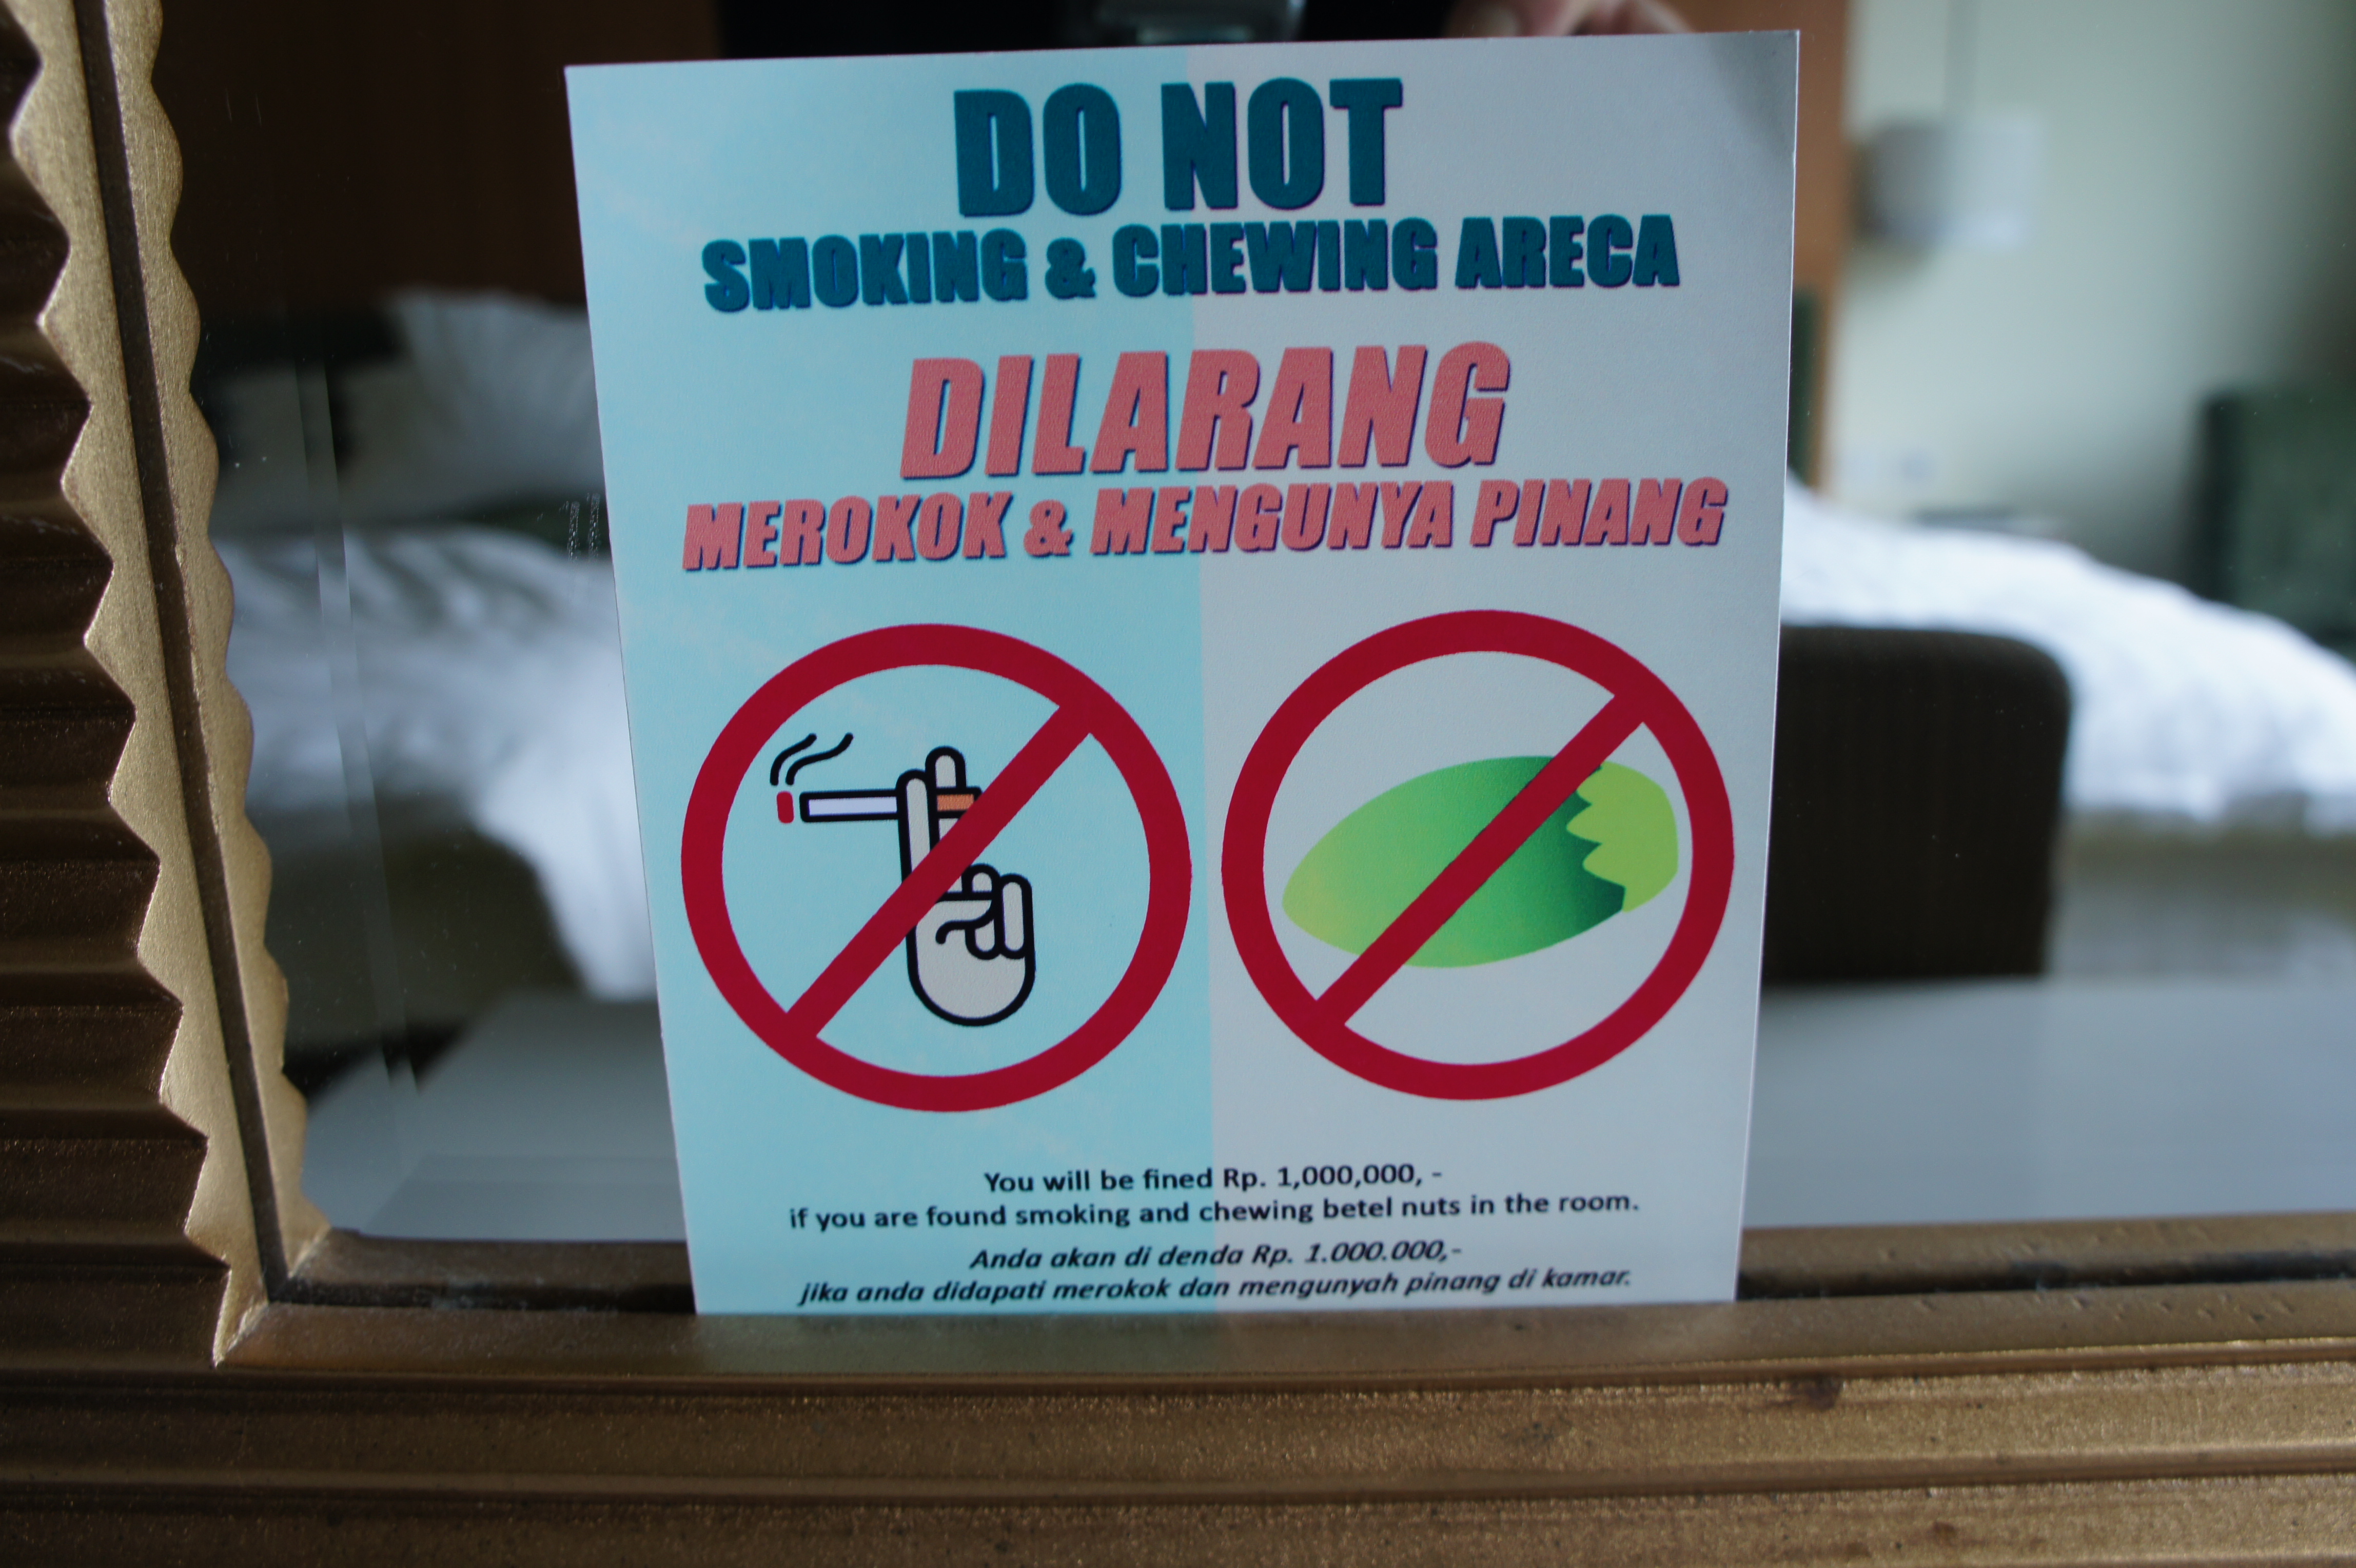 DO NOT
SMOKING & CHEWING ARECA
DILARANG
MEROKOK & MENGUNYA PINANG
You will be fined Rp. 1,000,000, -
if you are found smoking and chewing betel nuts in the room.
Anda akan di denda Rp. 1.000.000,-
jika anda didapati merokok dan mengunyah pinang di kamar.